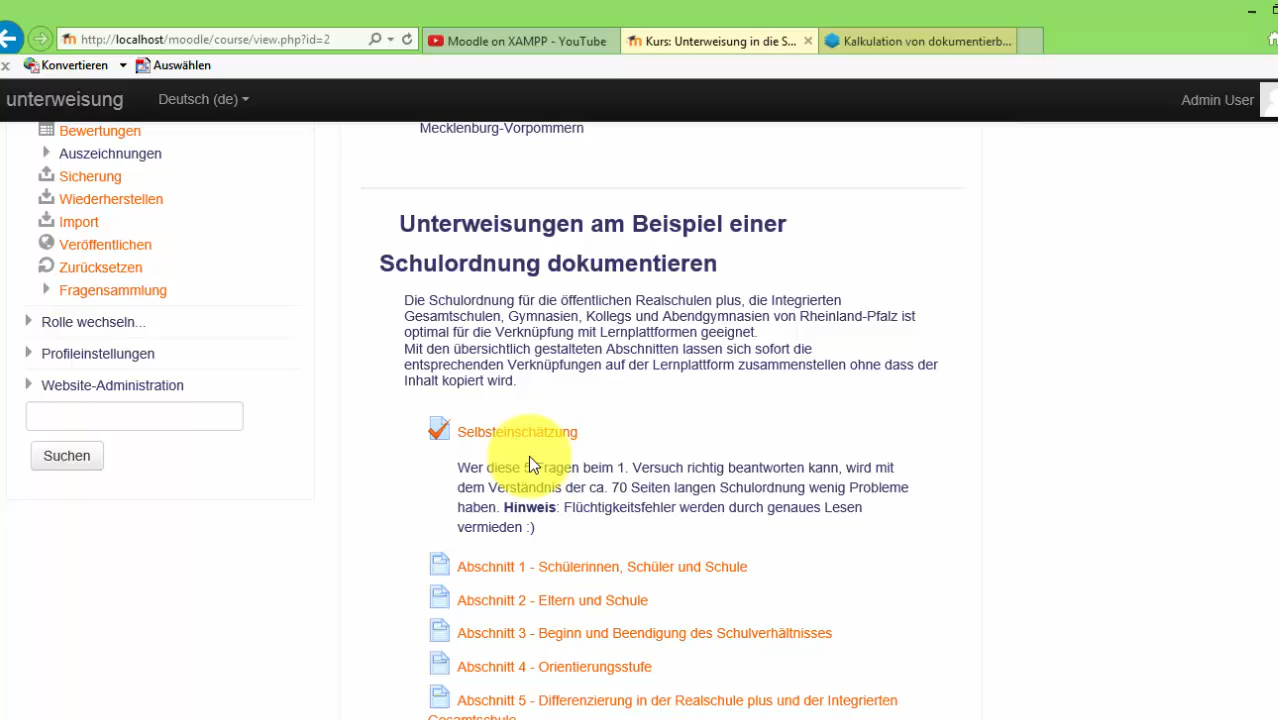 http://localhost/moodle/course/view.php?id=2
Moodle on XAMPP - YouTube
Kurs: Unterweisung in die S...
Kalkulation von dokumentierb...
Konvertieren
Auswählen
unterweisung
Deutsch (de)
Admin User
Bewertungen
Auszeichnungen
Sicherung
Wiederherstellen
Import
Veröffentlichen
Zurücksetzen
Fragensammlung
Rolle wechseln...
Profileinstellungen
Website-Administration
Suchen
Mecklenburg-Vorpommern
Unterweisungen am Beispiel einer
Schulordnung dokumentieren
Die Schulordnung für die öffentlichen Realschulen plus, die Integrierten
Gesamtschulen, Gymnasien, Kollegs und Abendgymnasien von Rheinland-Pfalz ist
optimal für die Verknüpfung mit Lernplattformen geeignet.
Mit den übersichtlich gestalteten Abschnitten lassen sich sofort die
entsprechenden Verknüpfungen auf der Lernplattform zusammenstellen ohne dass der
Inhalt kopiert wird.
Selbsteinschätzung
Wer diese 5 Fragen beim 1. Versuch richtig beantworten kann, wird mit
dem Verständnis der ca. 70 Seiten langen Schulordnung wenig Probleme
haben. Hinweis: Flüchtigkeitsfehler werden durch genaues Lesen
vermieden :)
Abschnitt 1 - Schülerinnen, Schüler und Schule
Abschnitt 2 - Eltern und Schule
Abschnitt 3 - Beginn und Beendigung des Schulverhältnisses
Abschnitt 4 - Orientierungsstufe
Abschnitt 5 - Differenzierung in der Realschule plus und der Integrierten
Gesamtschule